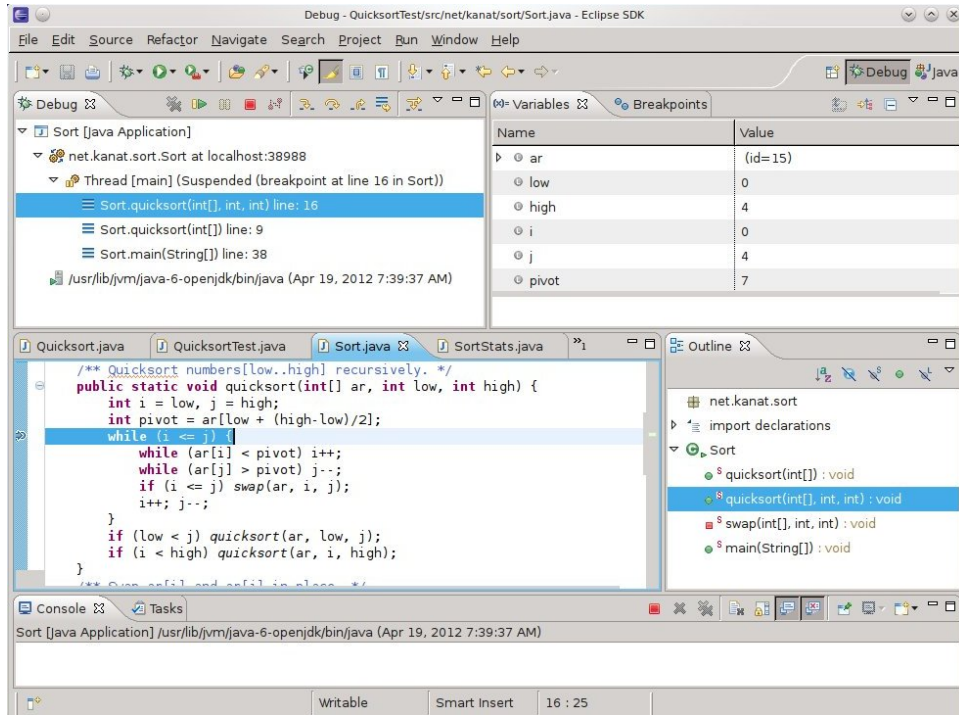 Debug - QuicksortTest/src/net/kanat/sort/Sort.java - Eclipse SDK
File Edit Source Refactor Navigate Search Project Run Window Help
Debug Java
Debug
Sort [Java Application]
net.kanat.sort.Sort at localhost:38988
Thread [main] (Suspended (breakpoint at line 16 in Sort))
Sort.quicksort(int[], int, int) line: 16
Sort.quicksort(int[]) line: 9
Sort.main(String[]) line: 38
/usr/lib/jvm/java-6-openjdk/bin/java (Apr 19, 2012 7:39:37 AM)
(x)= Variables Breakpoints
Name Value
ar (id=15)
low 0
high 4
i 0
j 4
pivot 7
Quicksort.java QuicksortTest.java Sort.java SortStats.java »1
/** Quicksort numbers[low..high] recursively. */
public static void quicksort(int[] ar, int low, int high) {
int i = low, j = high;
int pivot = ar[low + (high-low)/2];
while (i <= j) {
while (ar[i] < pivot) i++;
while (ar[j] > pivot) j--;
if (i <= j) swap(ar, i, j);
i++; j--;
}
if (low < j) quicksort(ar, low, j);
if (i < high) quicksort(ar, i, high);
}
/** Swap ar[i] and ar[j] in place. */
Outline
net.kanat.sort
import declarations
Sort
quicksort(int[]) : void
quicksort(int[], int, int) : void
swap(int[], int, int) : void
main(String[]) : void
Console Tasks
Sort [Java Application] /usr/lib/jvm/java-6-openjdk/bin/java (Apr 19, 2012 7:39:37 AM)
Writable Smart Insert 16 : 25